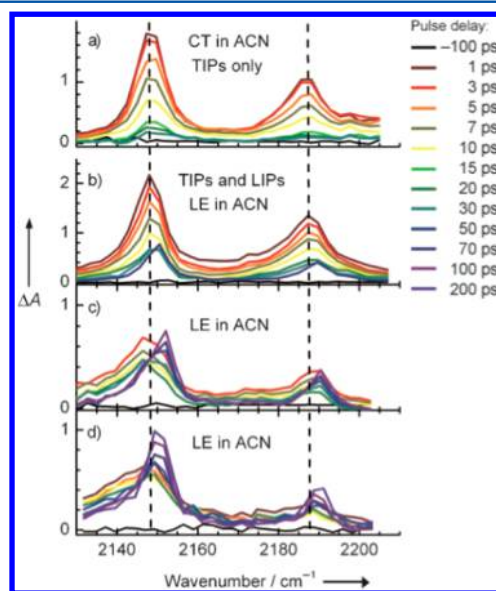 a)
CT in ACN
TIPs only
1
0
b)
TIPs and LIPs
LE in ACN
2
1
0
c)
LE in ACN
1
0
d)
LE in ACN
1
0
ΔA
2140 2160 2180 2200
Wavenumber / cm⁻¹
Pulse delay:
–100 ps
1 ps
3 ps
5 ps
7 ps
10 ps
15 ps
20 ps
30 ps
50 ps
70 ps
100 ps
200 ps